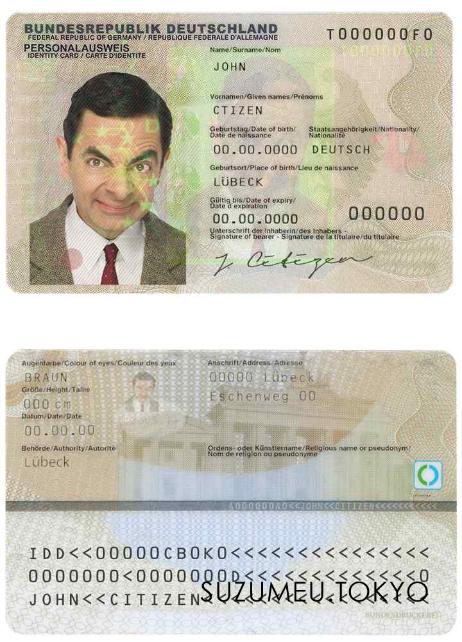 BUNDESREPUBLIK DEUTSCHLAND
FEDERAL REPUBLIC OF GERMANY / REPUBLIQUE FEDERALE D'ALLEMAGNE
PERSONALAUSWEIS
IDENTITY CARD / CARTE D'IDENTITE
T0000000F0
Name/Surname/Nom
JOHN
Vornamen/Given names/Prénoms
CTIZEN
Geburtstag/Date of birth/
Date de naissance
Staatsangehörigkeit/Nationality/
Nationalité
00.00.0000 DEUTSCH
Geburtsort/Place of birth/Lieu de naissance
LÜBECK
Gültig bis/Date of expiry/
Date d'expiration
00.00.0000
000000
Unterschrift der Inhaberin/des Inhabers -
Signature of bearer - Signature de la titulaire/du titulaire
J Citizen
Augenfarbe/Colour of eyes/Couleur des yeux
BRAUN
Größe/Height/Taille
000 cm
Datum/Date/Date
00.00.00
Behörde/Authority/Autorité
Lübeck
Anschrift/Address/Adresse
00000 Lübeck
Eschenweg 00
Ordens- oder Künstlername/Religious name or pseudonym/
Nom de religion ou pseudonyme
IDD<<00000CBOKO<<<<<<<<<<<<<<<
0000000<0000000D<<<<<<<<<<<<<0
JOHN<<CITIZEN
SUZUMEU.TOKYO
BUNDESDRUCKEREI